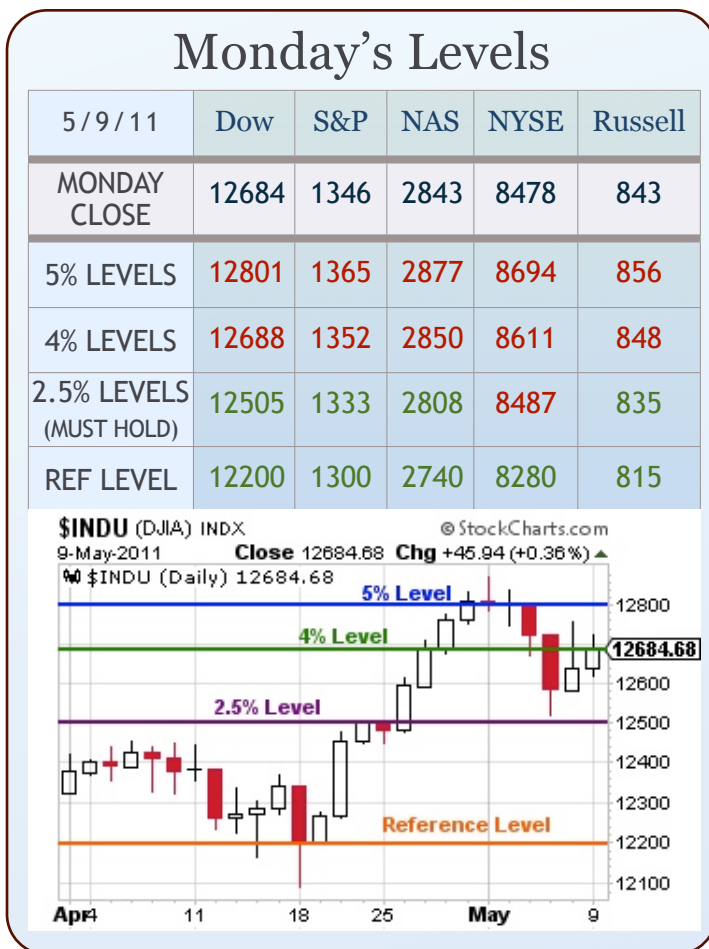 Monday’s Levels
5/9/11 Dow S&P NAS NYSE Russell
MONDAY
CLOSE 12684 1346 2843 8478 843
5% LEVELS 12801 1365 2877 8694 856
4% LEVELS 12688 1352 2850 8611 848
2.5% LEVELS
(MUST HOLD) 12505 1333 2808 8487 835
REF LEVEL 12200 1300 2740 8280 815
$INDU (DJIA) INDX © StockCharts.com
9-May-2011 Close 12684.68 Chg +45.94 (+0.36%)
$INDU (Daily) 12684.68
5% Level
12800
4% Level
12684.68
12600
2.5% Level
12500
12400
12300
Reference Level
12200
12100
Apr4 11 18 25 May 9